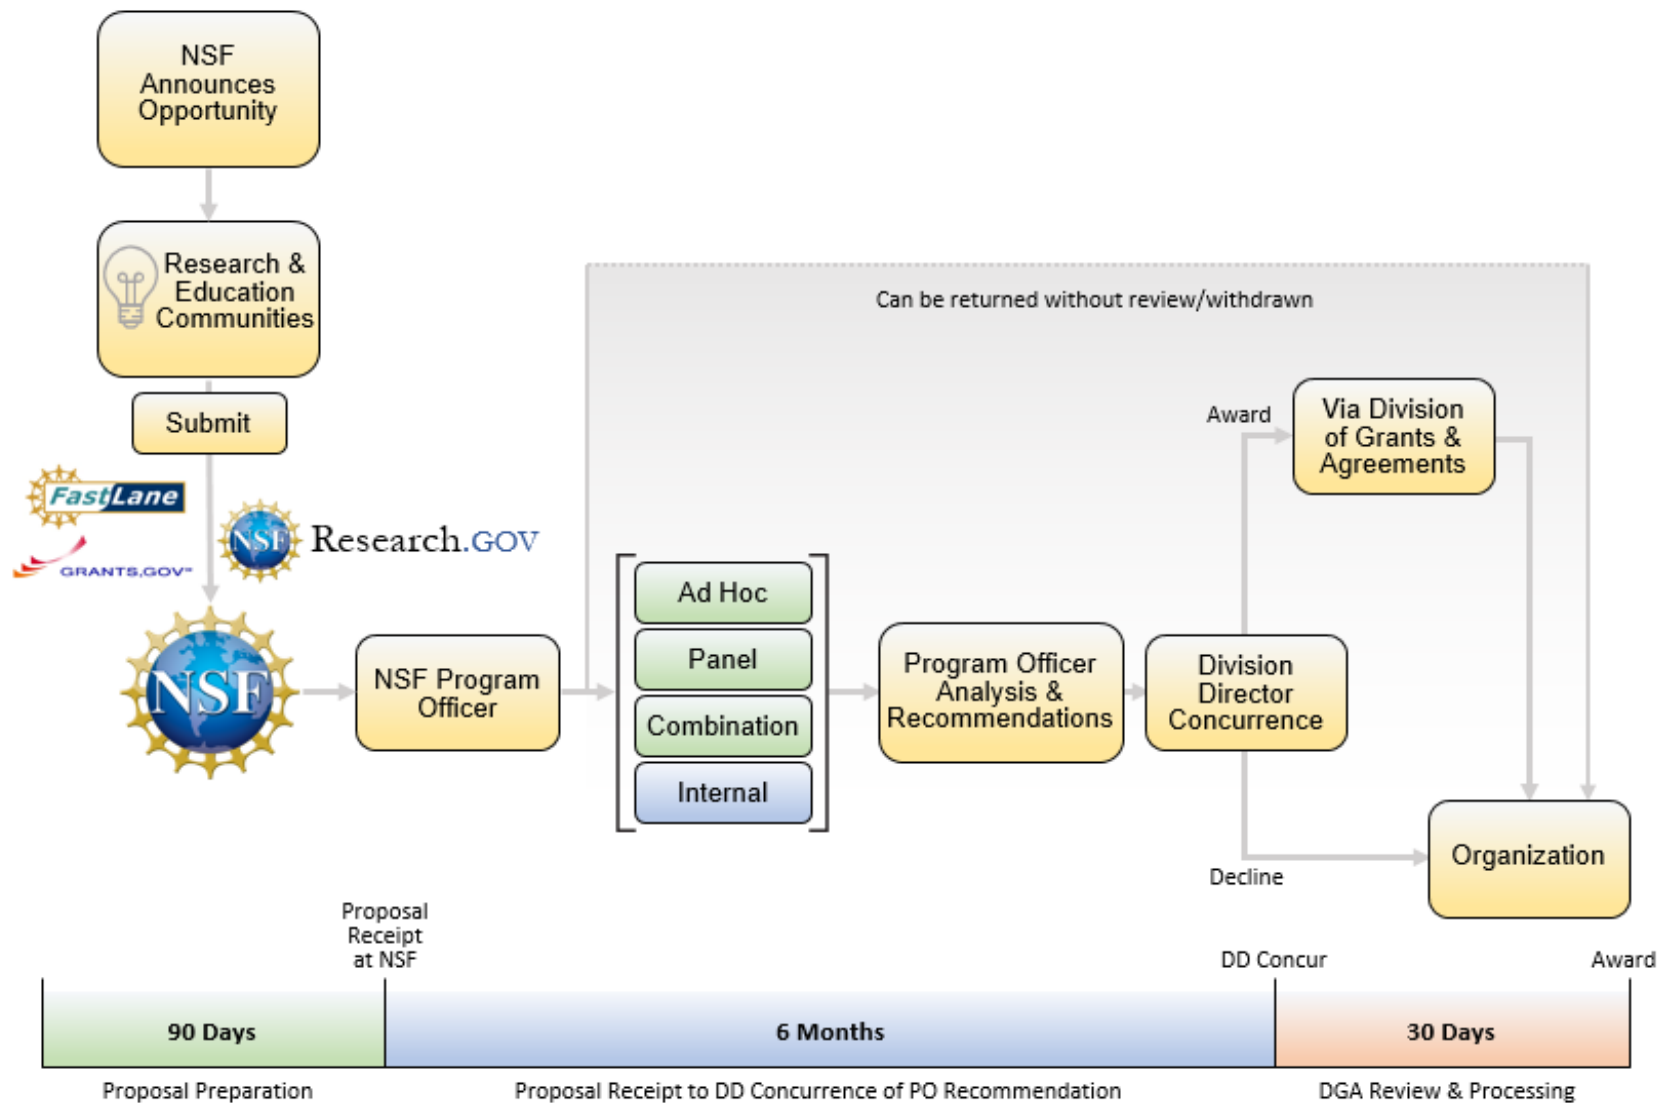 NSF
Announces
Opportunity
Research &
Education
Communities
Submit
FastLane
GRANTS.GOV™
NSF
Research.GOV
NSF
NSF Program
Officer
Can be returned without review/withdrawn
Ad Hoc
Panel
Combination
Internal
Program Officer
Analysis &
Recommendations
Division
Director
Concurrence
Award
Via Division
of Grants &
Agreements
Decline
Organization
Proposal
Receipt
at NSF
DD Concur
Award
90 Days
6 Months
30 Days
Proposal Preparation
Proposal Receipt to DD Concurrence of PO Recommendation
DGA Review & Processing